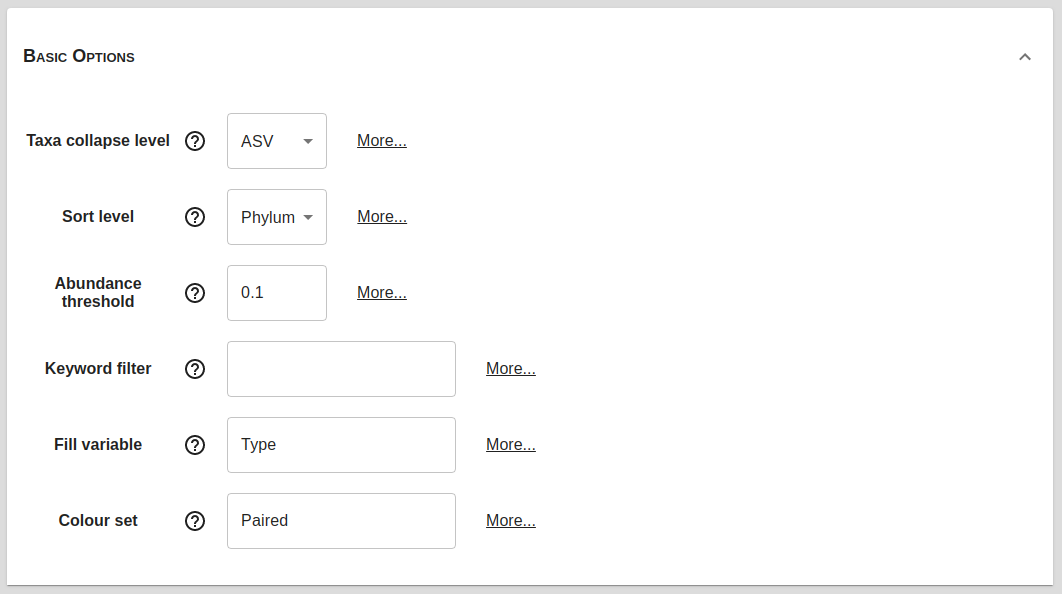 Basic Options
Taxa collapse level ? ASV More...
Sort level ? Phylum More...
Abundance
threshold ? 0.1 More...
Keyword filter ? More...
Fill variable ? Type More...
Colour set ? Paired More...